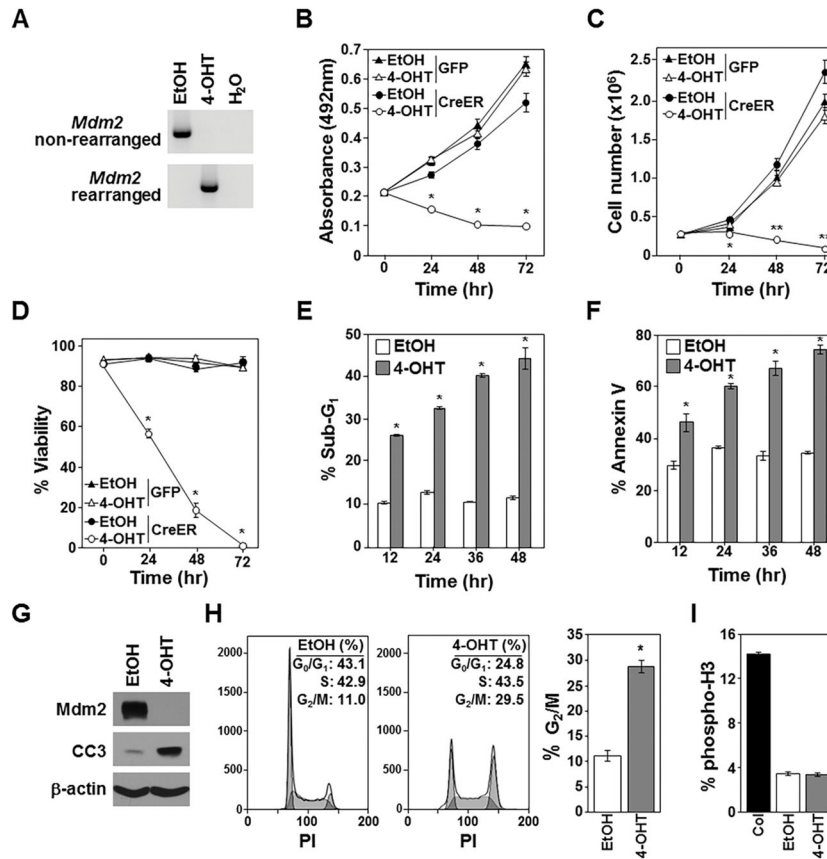 A
EtOH
4-OHT
H₂O
Mdm2
non-rearranged
Mdm2
rearranged
B
Absorbance (492nm)
0.7
0.6
0.5
0.4
0.3
0.2
0.1
0
EtOH
4-OHT
GFP
EtOH
4-OHT
CreER
*
*
*
0 24 48 72
Time (hr)
C
Cell number (x10⁶)
2.5
2.0
1.5
1.0
0.5
0
EtOH
4-OHT
GFP
EtOH
4-OHT
CreER
*
**
**
0 24 48 72
Time (hr)
D
% Viability
100
80
60
40
20
0
*
*
*
EtOH
4-OHT
GFP
EtOH
4-OHT
CreER
0 24 48 72
Time (hr)
E
% Sub-G₁
50
40
30
20
10
0
EtOH
4-OHT
*
*
*
*
12 24 36 48
Time (hr)
F
% Annexin V
80
60
40
20
0
EtOH
4-OHT
*
*
*
*
12 24 36 48
Time (hr)
G
EtOH
4-OHT
Mdm2
CC3
β-actin
H
2000
1500
1000
500
0
EtOH (%)
G₀/G₁: 43.1
S: 42.9
G₂/M: 11.0
0 100 200
PI
2000
1500
1000
500
0
4-OHT (%)
G₀/G₁: 24.8
S: 43.5
G₂/M: 29.5
0 100 200
PI
% G₂/M
35
30
25
20
15
10
5
0
*
EtOH
4-OHT
I
% phospho-H3
16
12
8
4
0
Col
EtOH
4-OHT